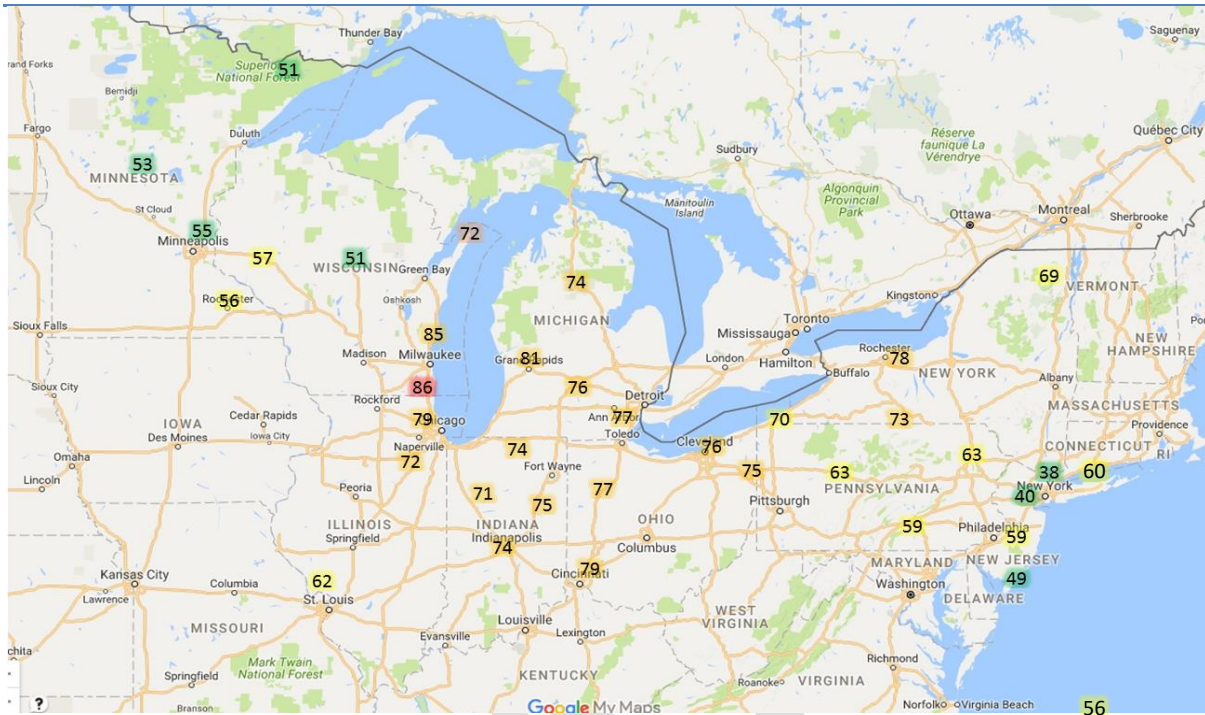 Thunder Bay
Saguenay
Grand Forks
Superior
National Forest
51
Bemidji
Fargo
Duluth
Réserve
faunique La
Vérendrye
Québec City
Sudbury
53
MINNESOTA
Algonquin
Provincial
Park
Manitoulin
Island
St Cloud
Ottawa
Montreal
Sherbrooke
55
Minneapolis
72
57
51
WISCONSIN
Green Bay
69
VERMONT
74
56
Rochester
Oshkosh
Kingston
MICHIGAN
Toronto
Mississauga
Sioux Falls
85
NEW
HAMPSHIRE
Madison
Milwaukee
81
Grand Rapids
London
Hamilton
Rochester
78
Buffalo
NEW YORK
Sioux City
86
76
Albany
Rockford
Detroit
MASSACHUSETTS
Cedar Rapids
79
Chicago
Ann Arbor
77
70
73
Providence
IOWA
Iowa City
Des Moines
Naperville
Toledo
Cleveland
76
CONNECTICUT
RI
Omaha
72
74
Fort Wayne
75
63
63
38
60
Lincoln
Peoria
71
75
77
Pittsburgh
PENNSYLVANIA
40
New York
ILLINOIS
Springfield
INDIANA
Indianapolis
74
OHIO
Columbus
59
Philadelphia
59
NEW JERSEY
MARYLAND
Kansas City
Columbia
62
79
Cincinnati
Washington
49
DELAWARE
Lawrence
St. Louis
WEST
VIRGINIA
MISSOURI
Evansville
Louisville
Lexington
Richmond
Mark Twain
National Forest
Springfield
KENTUCKY
Roanoke
VIRGINIA
Branson
Google My Maps
Norfolk
Virginia Beach
56
?